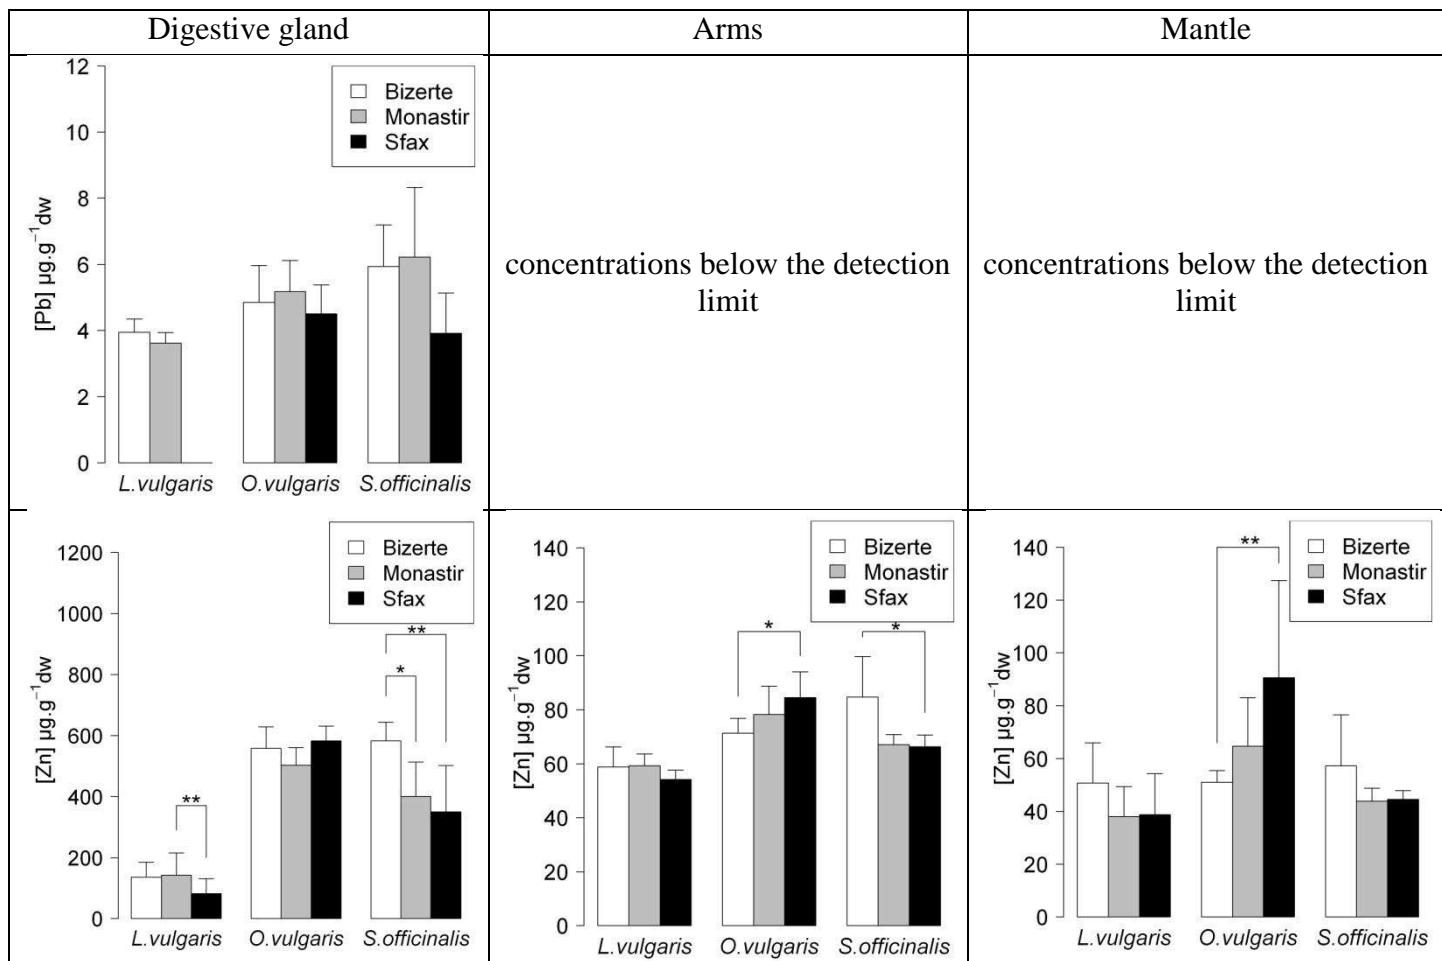 Digestive gland
Arms
Mantle
[Pb] µg.g⁻¹dw
12
10
8
6
4
2
0
Bizerte
Monastir
Sfax
L.vulgaris
O.vulgaris
S.officinalis
concentrations below the detection
limit
concentrations below the detection
limit
[Zn] µg.g⁻¹dw
1200
1000
800
600
400
200
0
Bizerte
Monastir
Sfax
**
*
**
L.vulgaris
O.vulgaris
S.officinalis
[Zn] µg.g⁻¹dw
140
120
100
80
60
40
20
0
Bizerte
Monastir
Sfax
*
*
L.vulgaris
O.vulgaris
S.officinalis
[Zn] µg.g⁻¹dw
140
120
100
80
60
40
20
0
Bizerte
Monastir
Sfax
**
L.vulgaris
O.vulgaris
S.officinalis